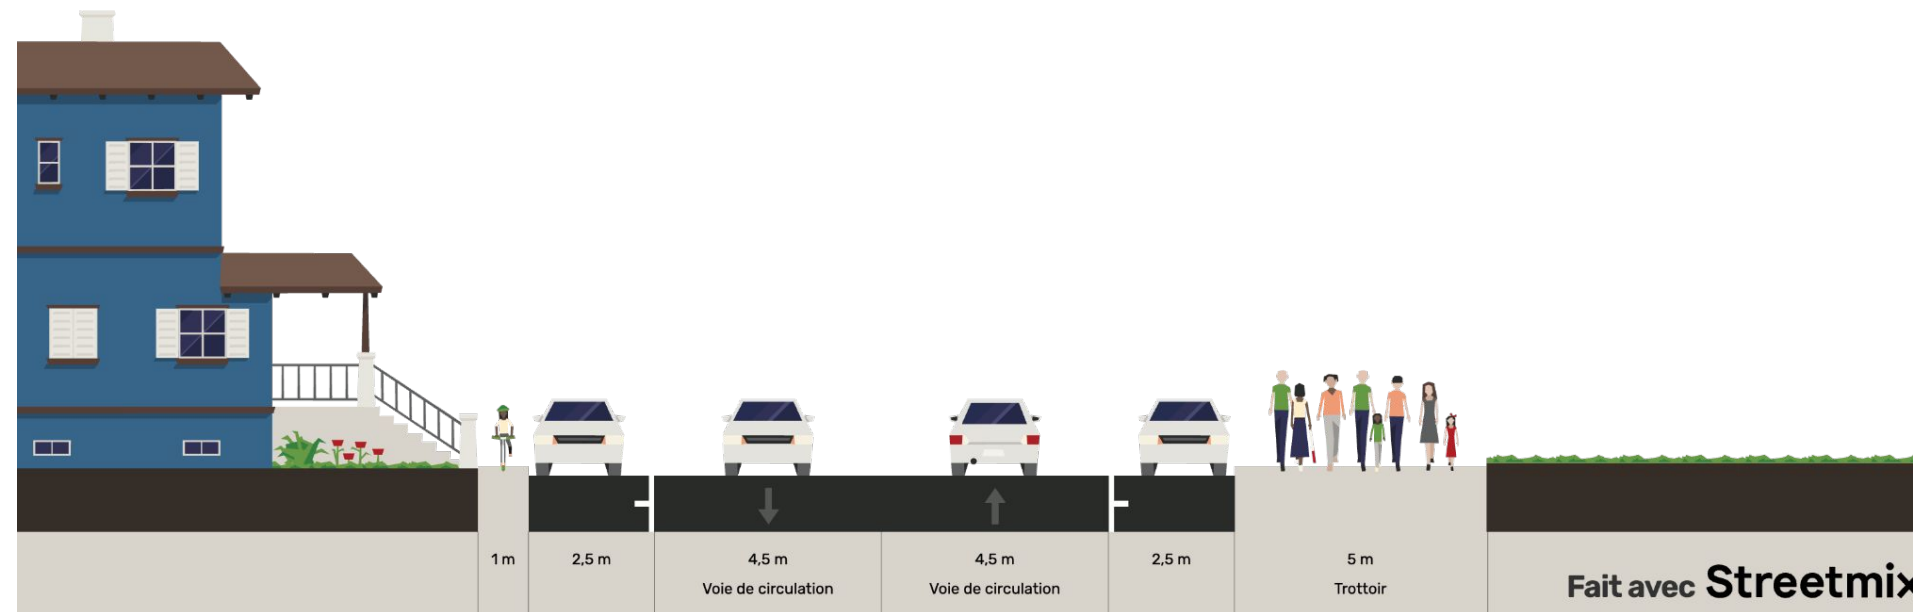 1 m
2,5 m
4,5 m
Voie de circulation
4,5 m
Voie de circulation
2,5 m
5 m
Trottoir
Fait avec Streetmix